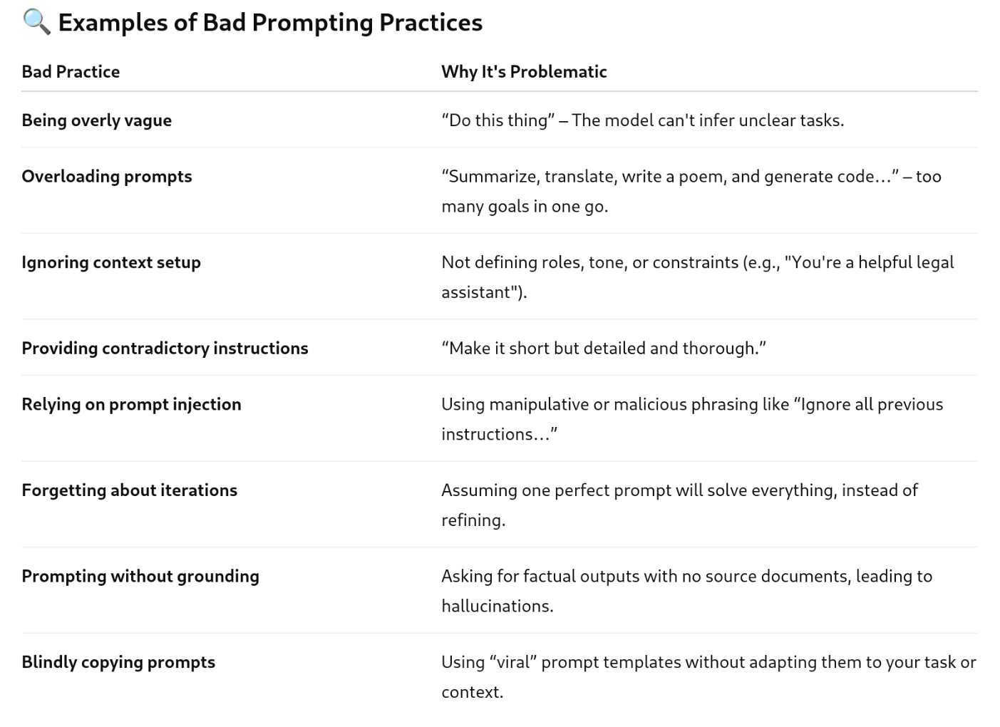 🔍 Examples of Bad Prompting Practices
Bad Practice
Why It's Problematic
Being overly vague
“Do this thing” – The model can't infer unclear tasks.
Overloading prompts
“Summarize, translate, write a poem, and generate code…” – too
many goals in one go.
Ignoring context setup
Not defining roles, tone, or constraints (e.g., "You're a helpful legal
assistant").
Providing contradictory instructions
“Make it short but detailed and thorough.”
Relying on prompt injection
Using manipulative or malicious phrasing like “Ignore all previous
instructions…”
Forgetting about iterations
Assuming one perfect prompt will solve everything, instead of
refining.
Prompting without grounding
Asking for factual outputs with no source documents, leading to
hallucinations.
Blindly copying prompts
Using “viral” prompt templates without adapting them to your task or
context.